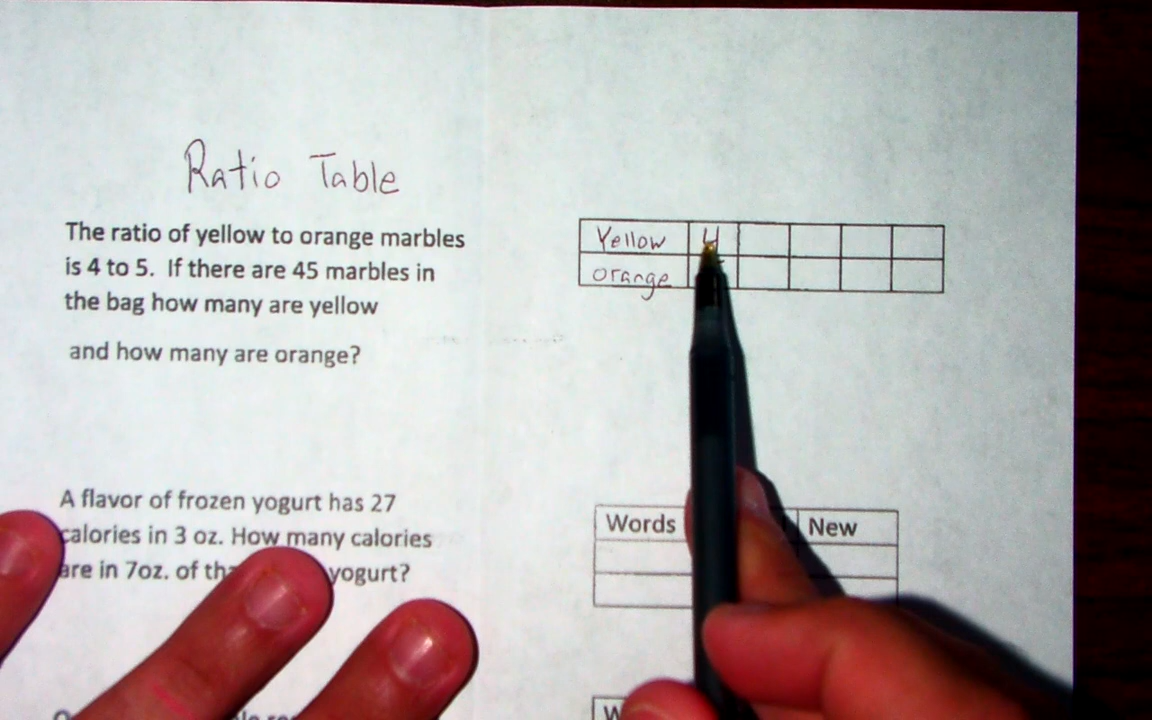 Ratio Table
The ratio of yellow to orange marbles
is 4 to 5. If there are 45 marbles in
the bag how many are yellow
and how many are orange?
Yellow 4
orange
A flavor of frozen yogurt has 27
calories in 3 oz. How many calories
are in 7oz. of yogurt?
Words New